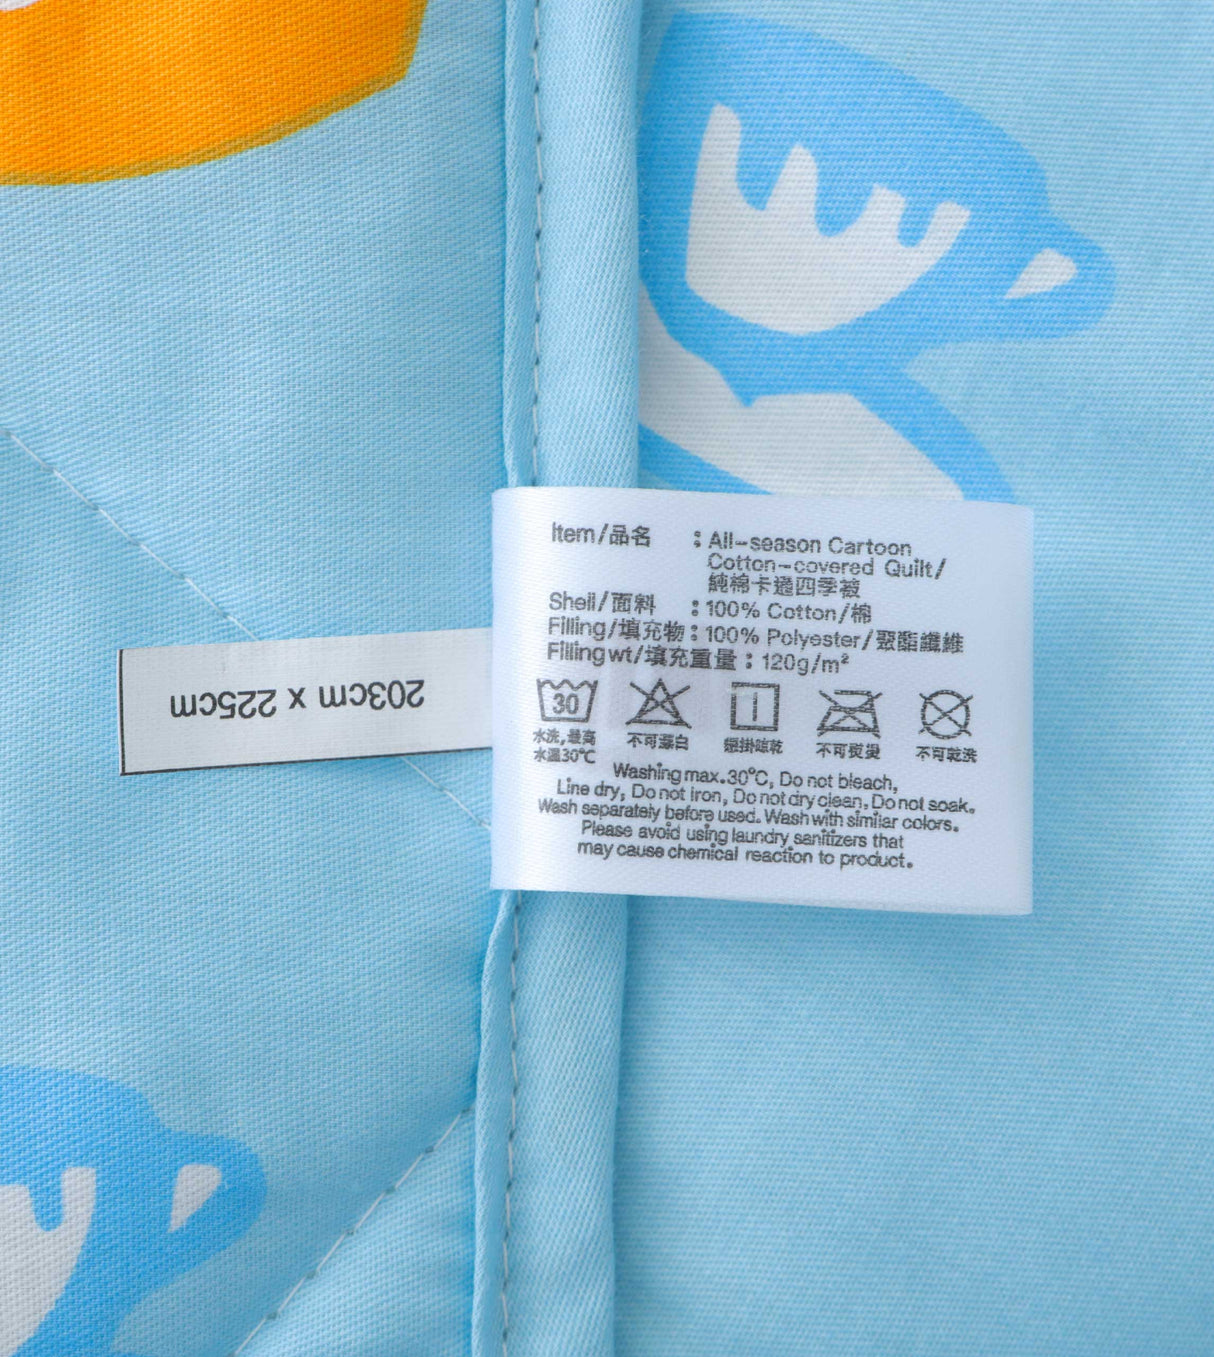 Item/品名 : All-season Cartoon
Cotton-covered Quilt/
純棉卡通四季被
Shell/面料 : 100% Cotton/棉
Filling/填充物 : 100% Polyester/聚酯纖維
Filling wt/填充重量 : 120g/m²
30
水洗,最高
水溫30℃
不可漂白
懸掛晾乾
不可熨燙
不可乾洗
Washing max.30℃, Do not bleach,
Line dry, Do not iron, Do not dry clean, Do not soak.
Wash separately before used. Wash with similar colors.
Please avoid using laundry sanitizers that
may cause chemical reaction to product.
203cm x 225cm